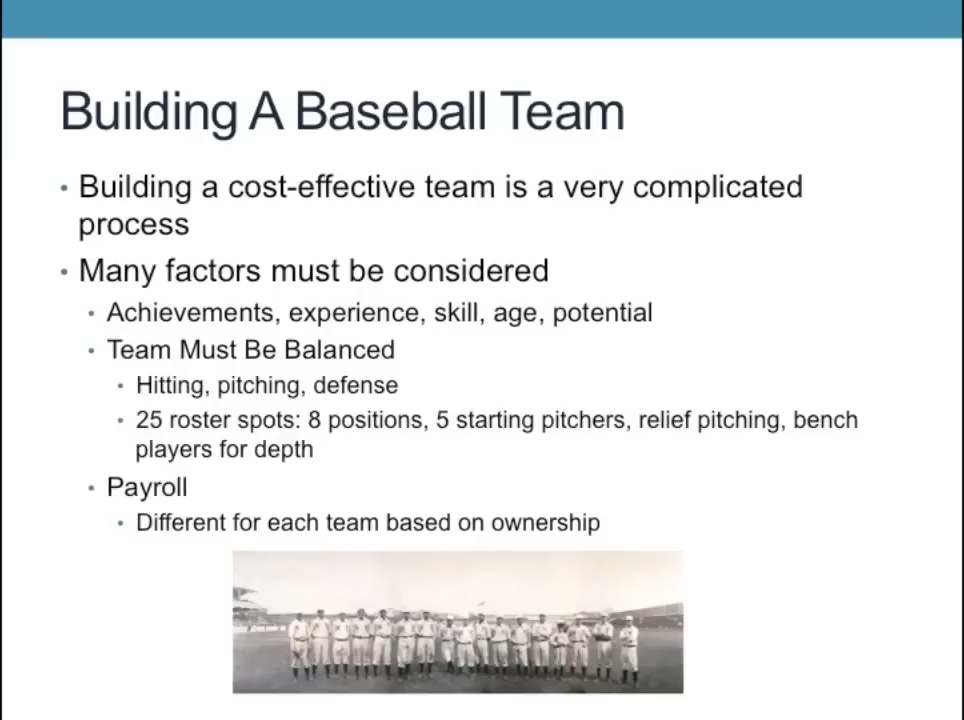 Building A Baseball Team
• Building a cost-effective team is a very complicated
process
• Many factors must be considered
• Achievements, experience, skill, age, potential
• Team Must Be Balanced
• Hitting, pitching, defense
• 25 roster spots: 8 positions, 5 starting pitchers, relief pitching, bench
players for depth
• Payroll
• Different for each team based on ownership